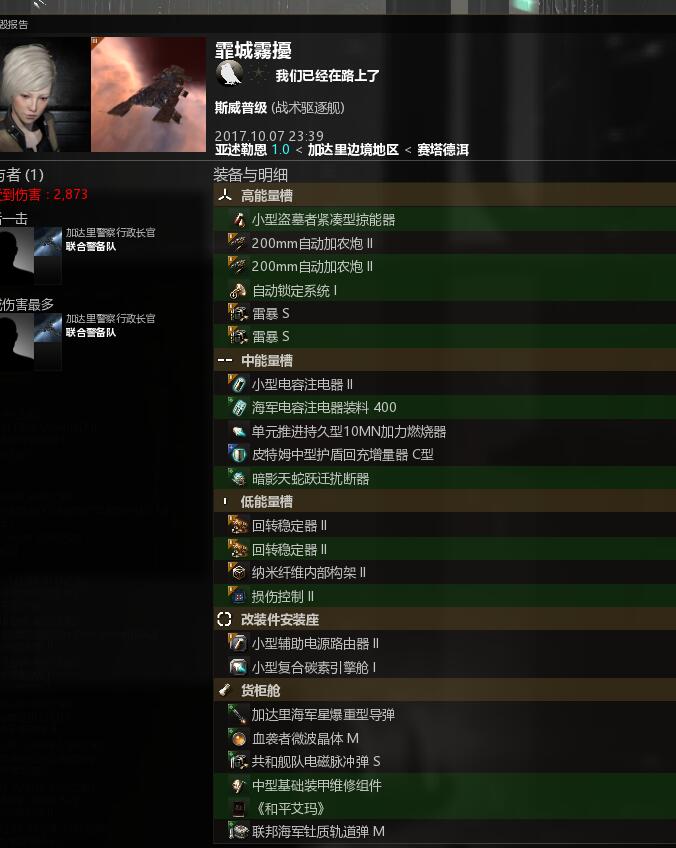 毁报告
霏城霧擾
我们已经在路上了
斯威普级 (战术驱逐舰)
2017.10.07 23:39
亚述勒恩 1.0 < 加达里边境地区 < 赛塔德洱
与者 (1)
受到伤害：2,873
后一击
加达里警察行政长官
联合警备队
成伤害最多
加达里警察行政长官
联合警备队
装备与明细
高能量槽
小型盗墓者紧凑型掠能器
200mm自动加农炮 II
200mm自动加农炮 II
自动锁定系统 I
雷暴 S
雷暴 S
中能量槽
小型电容注电器 II
海军电容注电器装料 400
单元推进持久型10MN加力燃烧器
皮特姆中型护盾回充增量器 C型
暗影天蛇跃迁扰断器
低能量槽
回转稳定器 II
回转稳定器 II
纳米纤维内部构架 II
损伤控制 II
改装件安装座
小型辅助电源路由器 II
小型复合碳素引擎舱 I
货柜舱
加达里海军星爆重型导弹
血袭者微波晶体 M
共和舰队电磁脉冲弹 S
中型基础装甲维修组件
《和平艾玛》
联邦海军钍质轨道弹 M